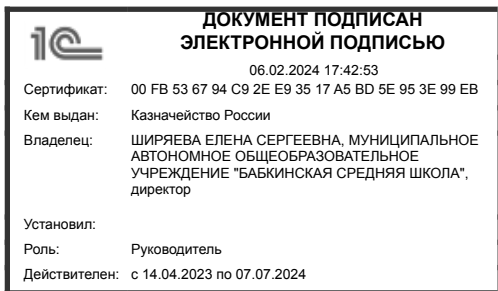 1С
ДОКУМЕНТ ПОДПИСАН
ЭЛЕКТРОННОЙ ПОДПИСЬЮ
06.02.2024 17:42:53
Сертификат: 00 FB 53 67 94 C9 2E E9 35 17 A5 BD 5E 95 3E 99 EB
Кем выдан: Казначейство России
Владелец: ШИРЯЕВА ЕЛЕНА СЕРГЕЕВНА, МУНИЦИПАЛЬНОЕ
АВТОНОМНОЕ ОБЩЕОБРАЗОВАТЕЛЬНОЕ
УЧРЕЖДЕНИЕ "БАБКИНСКАЯ СРЕДНЯЯ ШКОЛА",
директор
Установил:
Роль: Руководитель
Действителен: с 14.04.2023 по 07.07.2024